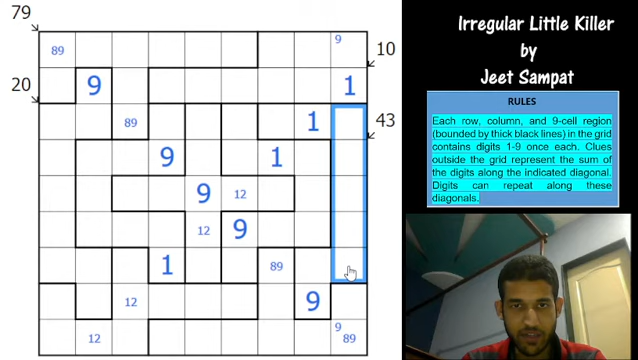 79
Irregular Little Killer
by
Jeet Sampat
89
9
10
20
9
1
89
1
43
9
1
9
12
12
9
1
89
12
9
12
9
89
RULES
Each row, column, and 9-cell region
(bounded by thick black lines) in the grid
contains digits 1-9 once each. Clues
outside the grid represent the sum of
the digits along the indicated diagonal.
Digits can repeat along these
diagonals.